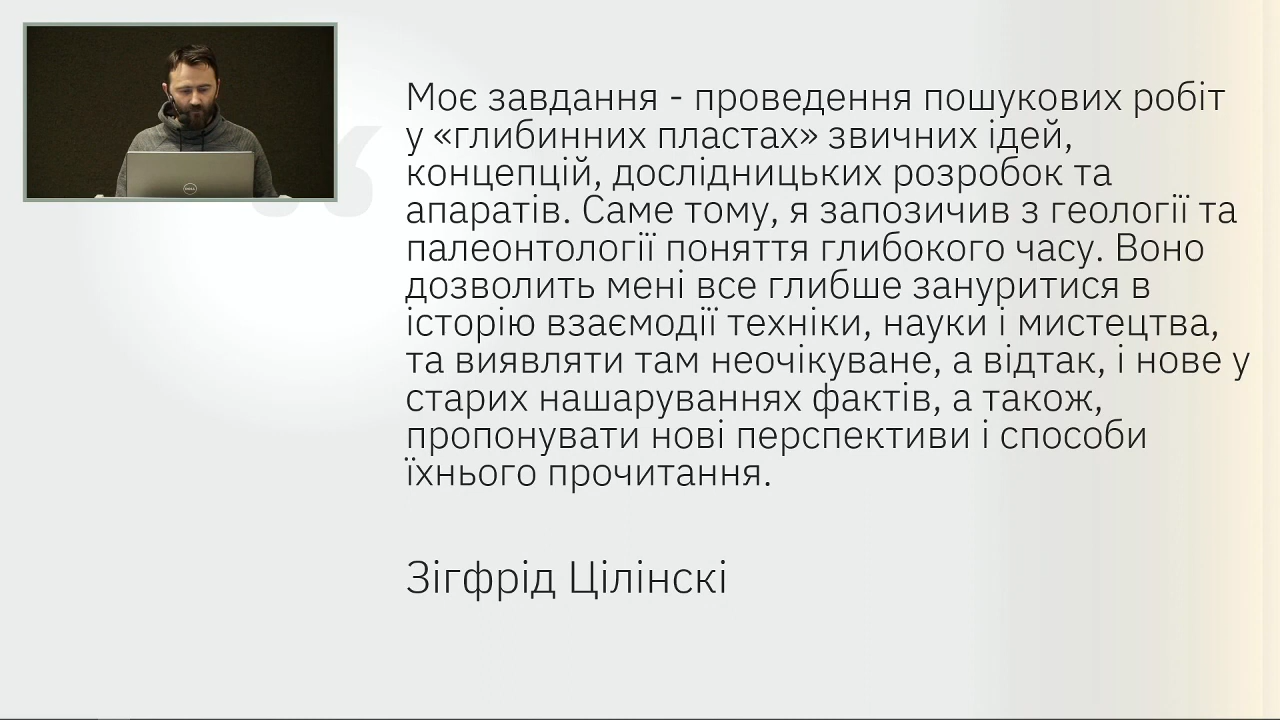 Моє завдання - проведення пошукових робіт
у «глибинних пластах» звичних ідей,
концепцій, дослідницьких розробок та
апаратів. Саме тому, я запозичив з геології та
палеонтології поняття глибокого часу. Воно
дозволить мені все глибше зануритися в
історію взаємодії техніки, науки і мистецтва,
та виявляти там неочікуване, а відтак, і нове у
старих нашаруваннях фактів, а також,
пропонувати нові перспективи і способи
їхнього прочитання.
Зігфрід Цілінскі
DELL